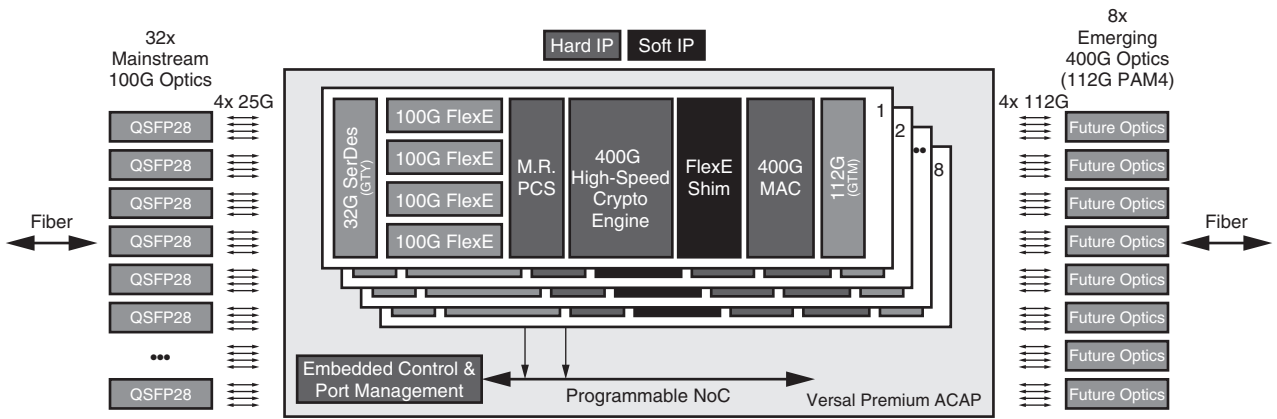 32x
Mainstream
100G Optics
4x 25G
QSFP28
QSFP28
QSFP28
QSFP28
QSFP28
QSFP28
•••
QSFP28
Fiber
Hard IP
Soft IP
32G SerDes
(GTY)
100G FlexE
100G FlexE
100G FlexE
100G FlexE
M.R.
PCS
400G
High-Speed
Crypto
Engine
FlexE
Shim
400G
MAC
112G
(GTM)
1
2
••
8
Embedded Control &
Port Management
Programmable NoC
Versal Premium ACAP
8x
Emerging
400G Optics
(112G PAM4)
4x 112G
Future Optics
Future Optics
Future Optics
Future Optics
Future Optics
Future Optics
Future Optics
Future Optics
Fiber